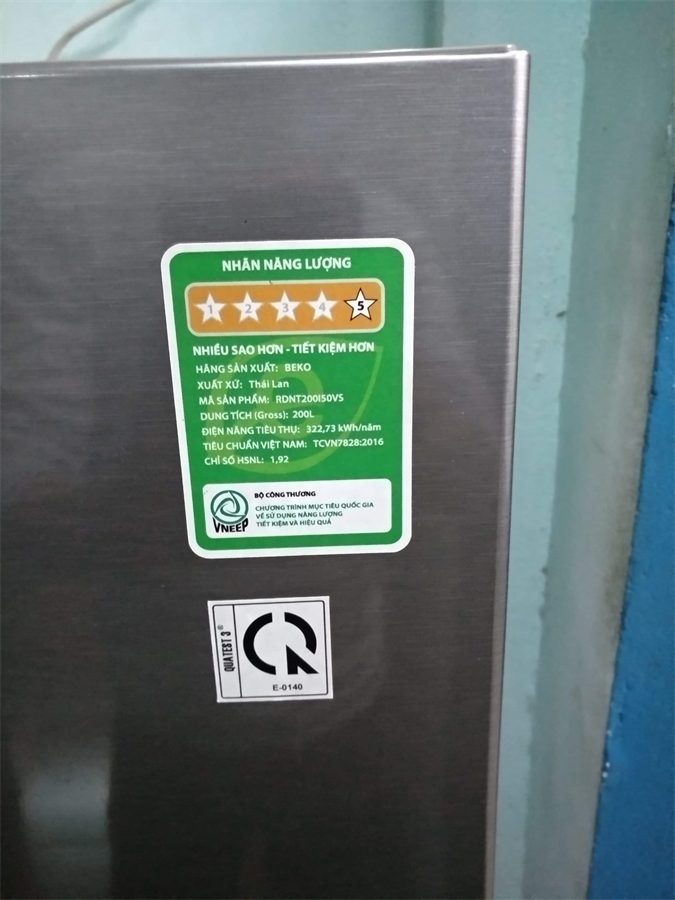 NHÃN NĂNG LƯỢNG
1 2 3 4 5
NHIỀU SAO HƠN - TIẾT KIỆM HƠN
HÃNG SẢN XUẤT: BEKO
XUẤT XỨ: Thái Lan
MÃ SẢN PHẨM: RDNT200I50VS
DUNG TÍCH (Gross): 200L
ĐIỆN NĂNG TIÊU THỤ: 322,73 kWh/năm
TIÊU CHUẨN VIỆT NAM: TCVN7828:2016
CHỈ SỐ HSNL: 1,92
BỘ CÔNG THƯƠNG
CHƯƠNG TRÌNH MỤC TIÊU QUỐC GIA
VỀ SỬ DỤNG NĂNG LƯỢNG
TIẾT KIỆM VÀ HIỆU QUẢ
VNEEP
QUATEST 3®
CR
E-0140